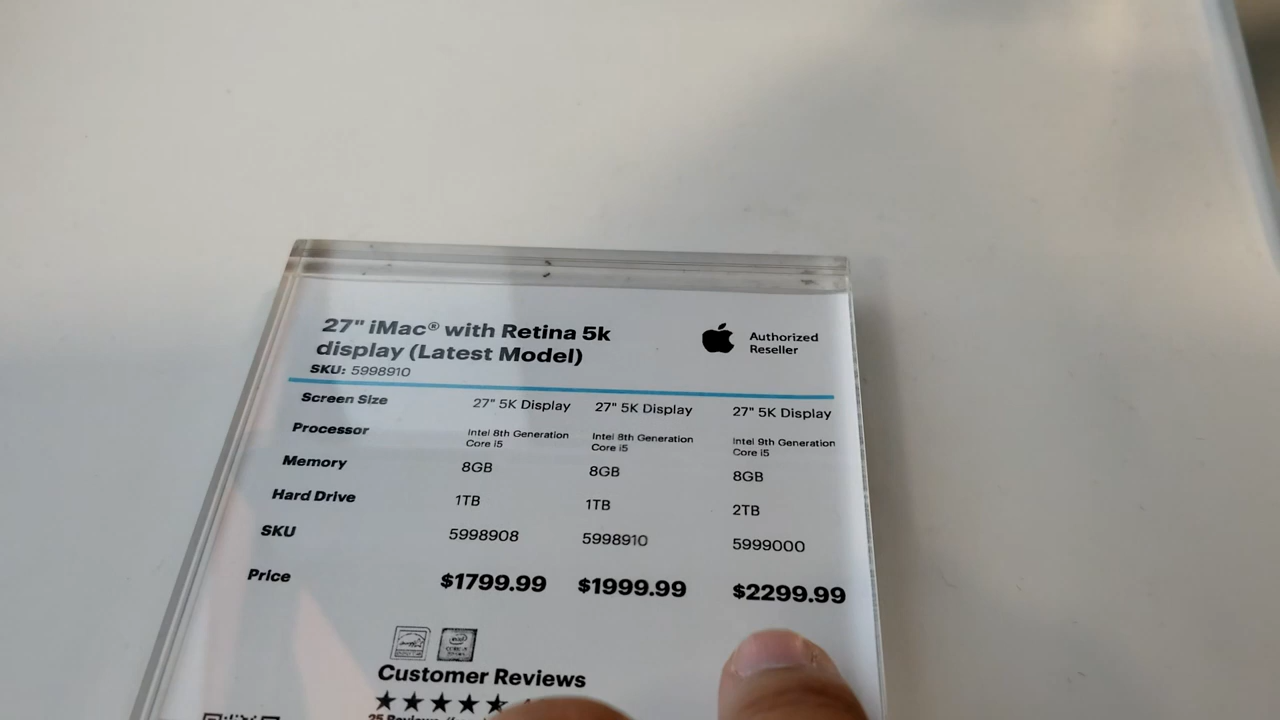 27" iMac® with Retina 5k
display (Latest Model)
Authorized
Reseller
SKU: 5998910
Screen Size 27" 5K Display 27" 5K Display 27" 5K Display
Processor Intel 8th Generation Core i5 Intel 8th Generation Core i5 Intel 9th Generation Core i5
Memory 8GB 8GB 8GB
Hard Drive 1TB 1TB 2TB
SKU 5998908 5998910 5999000
Price $1799.99 $1999.99 $2299.99
Customer Reviews
25 Reviews